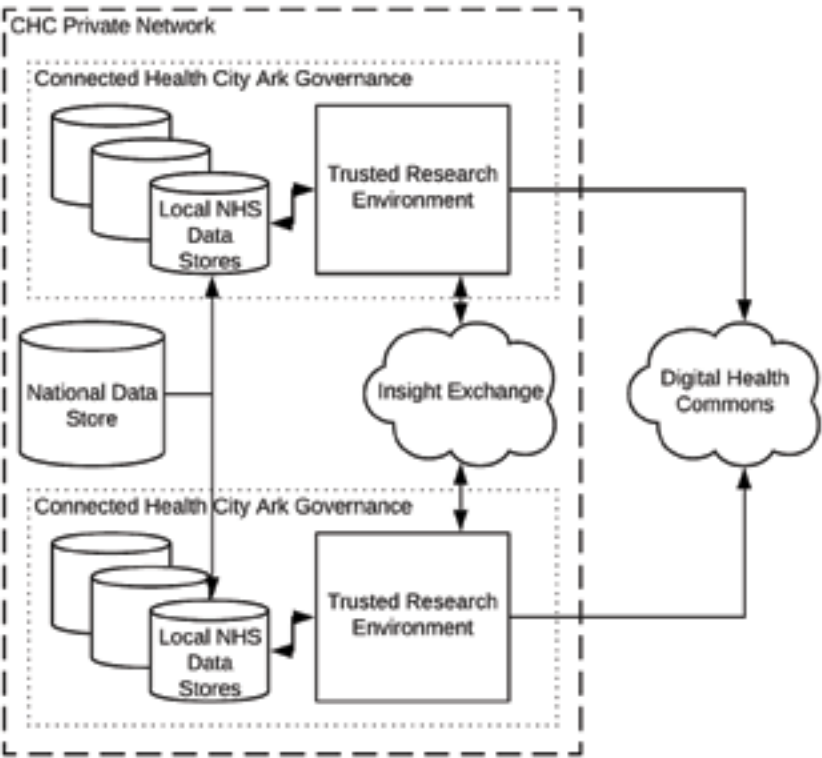 CHC Private Network
Connected Health City Ark Governance
Local NHS
Data
Stores
Trusted Research
Environment
National Data
Store
Insight Exchange
Digital Health
Commons
Connected Health City Ark Governance
Local NHS
Data
Stores
Trusted Research
Environment